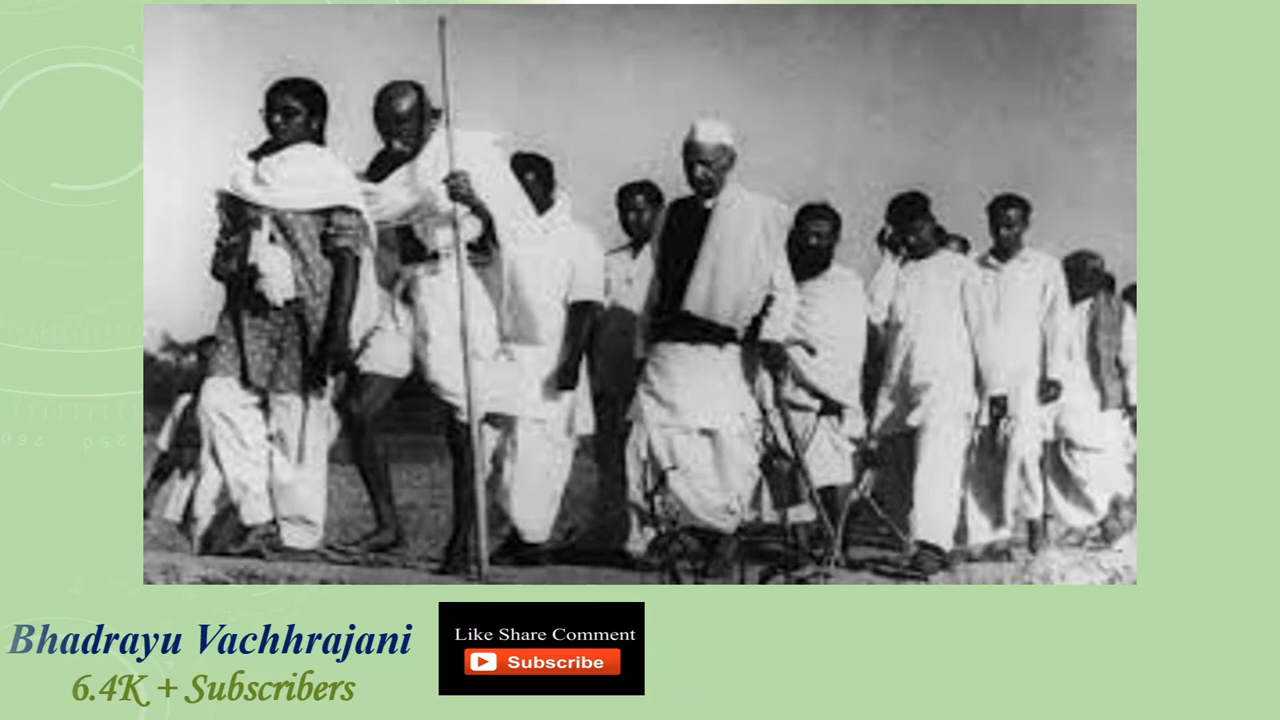 Bhadrayu Vachhrajani
6.4K + Subscribers
Like Share Comment
Subscribe